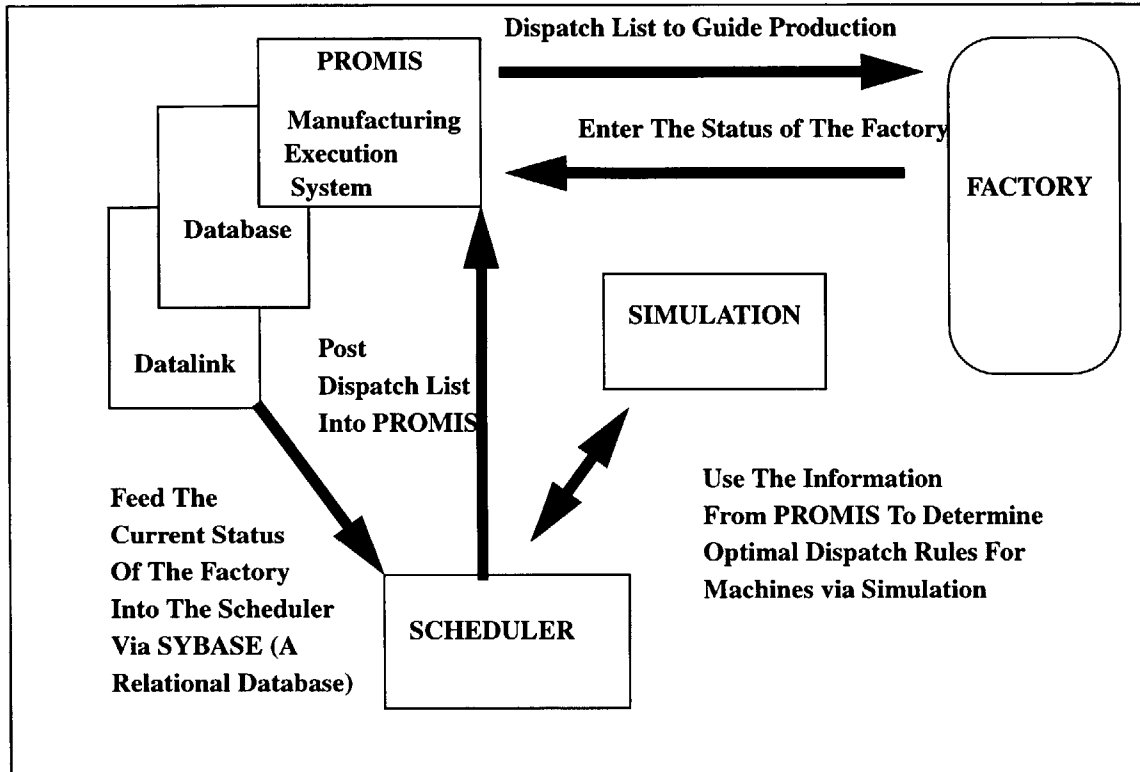 Dispatch List to Guide Production
PROMIS
Manufacturing
Execution
System
Enter The Status of The Factory
FACTORY
Database
SIMULATION
Datalink
Post
Dispatch List
Into PROMIS
Feed The
Current Status
Of The Factory
Into The Scheduler
Via SYBASE (A
Relational Database)
Use The Information
From PROMIS To Determine
Optimal Dispatch Rules For
Machines via Simulation
SCHEDULER